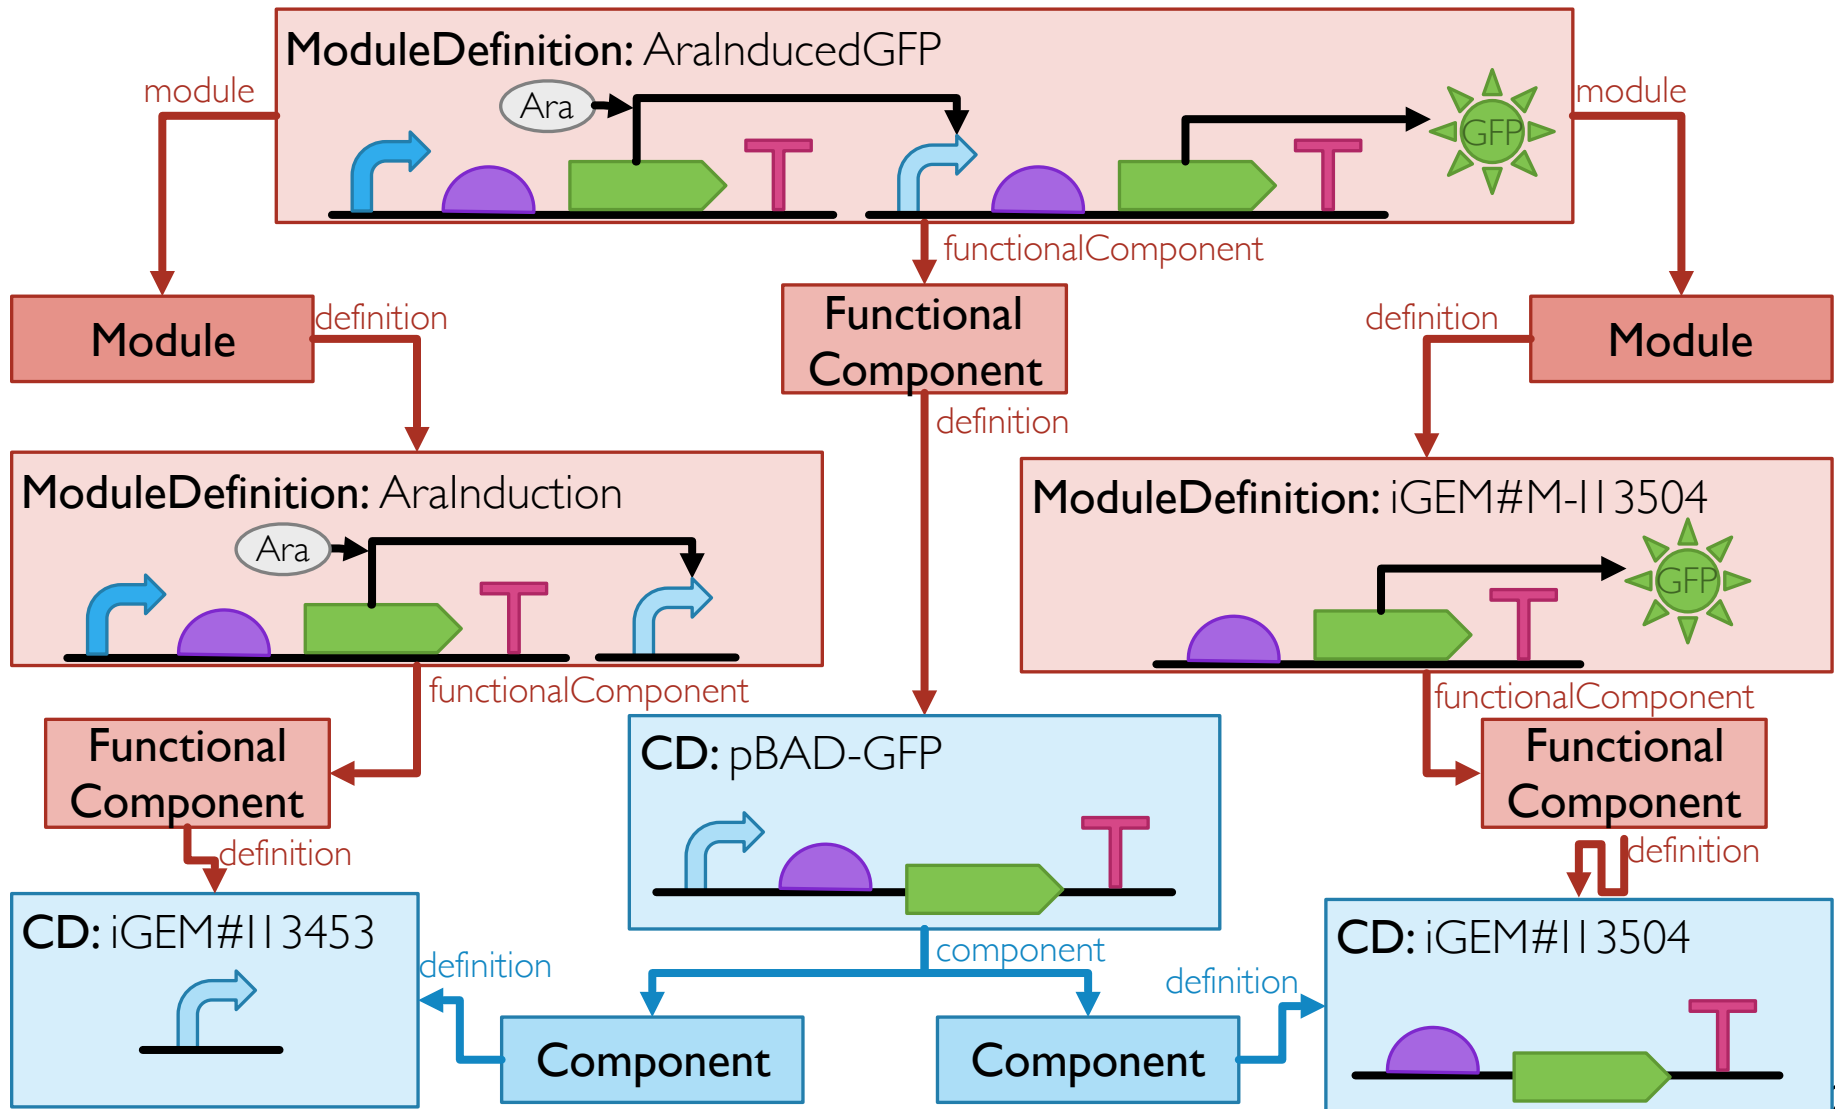 ModuleDefinition: AraInducedGFP
module
Ara
GFP
module
functionalComponent
Module
definition
Functional
Component
definition
Module
definition
ModuleDefinition: AraInduction
Ara
ModuleDefinition: iGEM#M-I13504
GFP
functionalComponent
functionalComponent
Functional
Component
CD: pBAD-GFP
Functional
Component
definition
definition
CD: iGEM#I13453
CD: iGEM#I13504
definition
component
definition
Component
Component